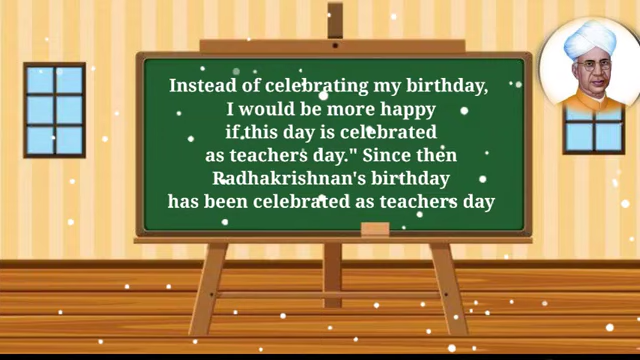 Instead of celebrating my birthday,
I would be more happy
if this day is celebrated
as teachers day." Since then
Radhakrishnan's birthday
has been celebrated as teachers day